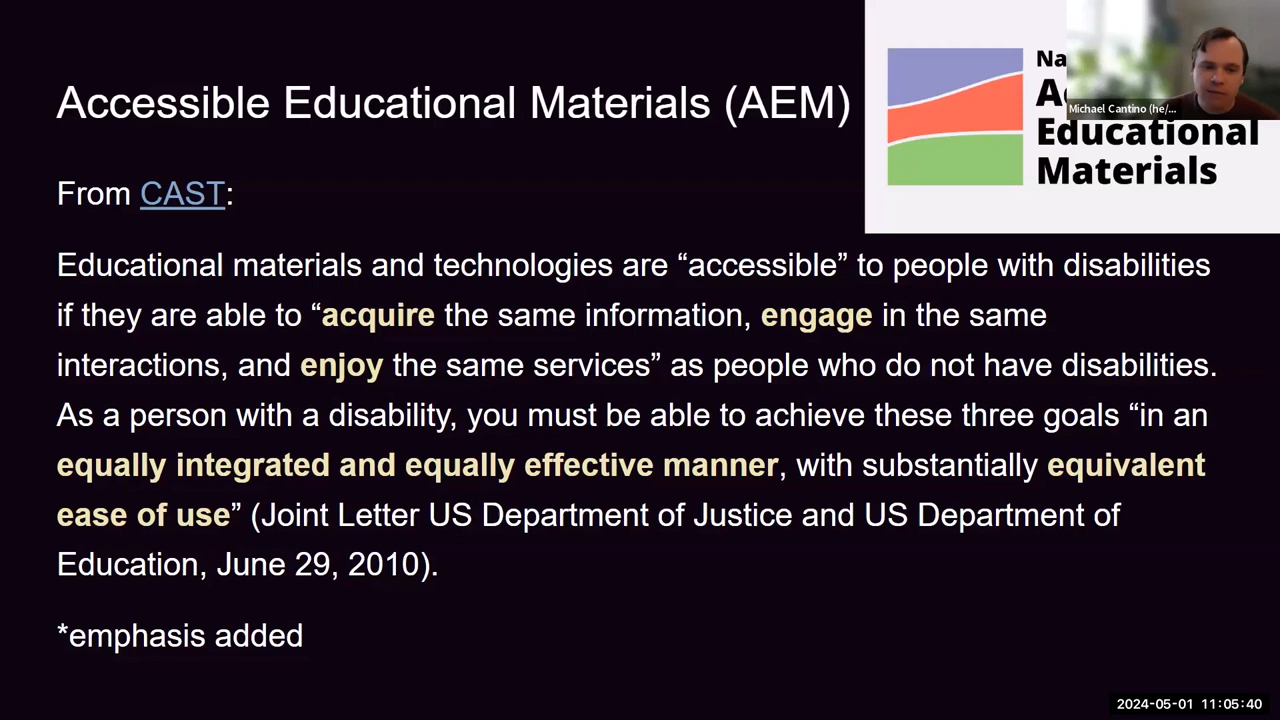 Accessible Educational Materials (AEM)
From CAST:
Educational materials and technologies are “accessible” to people with disabilities
if they are able to “acquire the same information, engage in the same
interactions, and enjoy the same services” as people who do not have disabilities.
As a person with a disability, you must be able to achieve these three goals “in an
equally integrated and equally effective manner, with substantially equivalent
ease of use” (Joint Letter US Department of Justice and US Department of
Education, June 29, 2010).
*emphasis added
Educational
Materials
Michael Cantino (he/...
2024-05-01 11:05:40